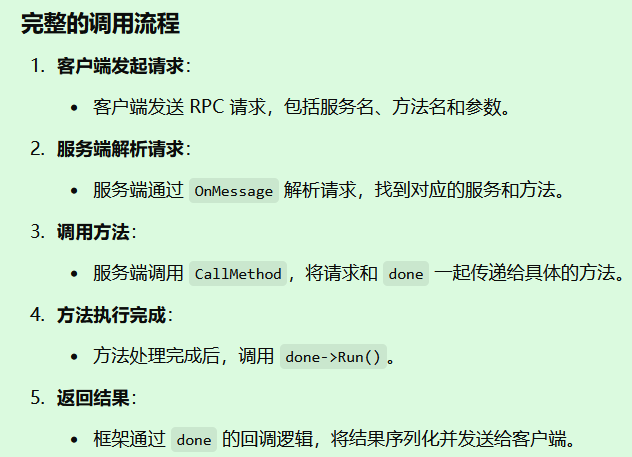 完整的调用流程
1. 客户端发起请求：
• 客户端发送 RPC 请求，包括服务名、方法名和参数。
2. 服务端解析请求：
• 服务端通过 OnMessage 解析请求，找到对应的服务和方法。
3. 调用方法：
• 服务端调用 CallMethod，将请求和 done 一起传递给具体的方法。
4. 方法执行完成：
• 方法处理完成后，调用 done->Run()。
5. 返回结果：
• 框架通过 done 的回调逻辑，将结果序列化并发送给客户端。